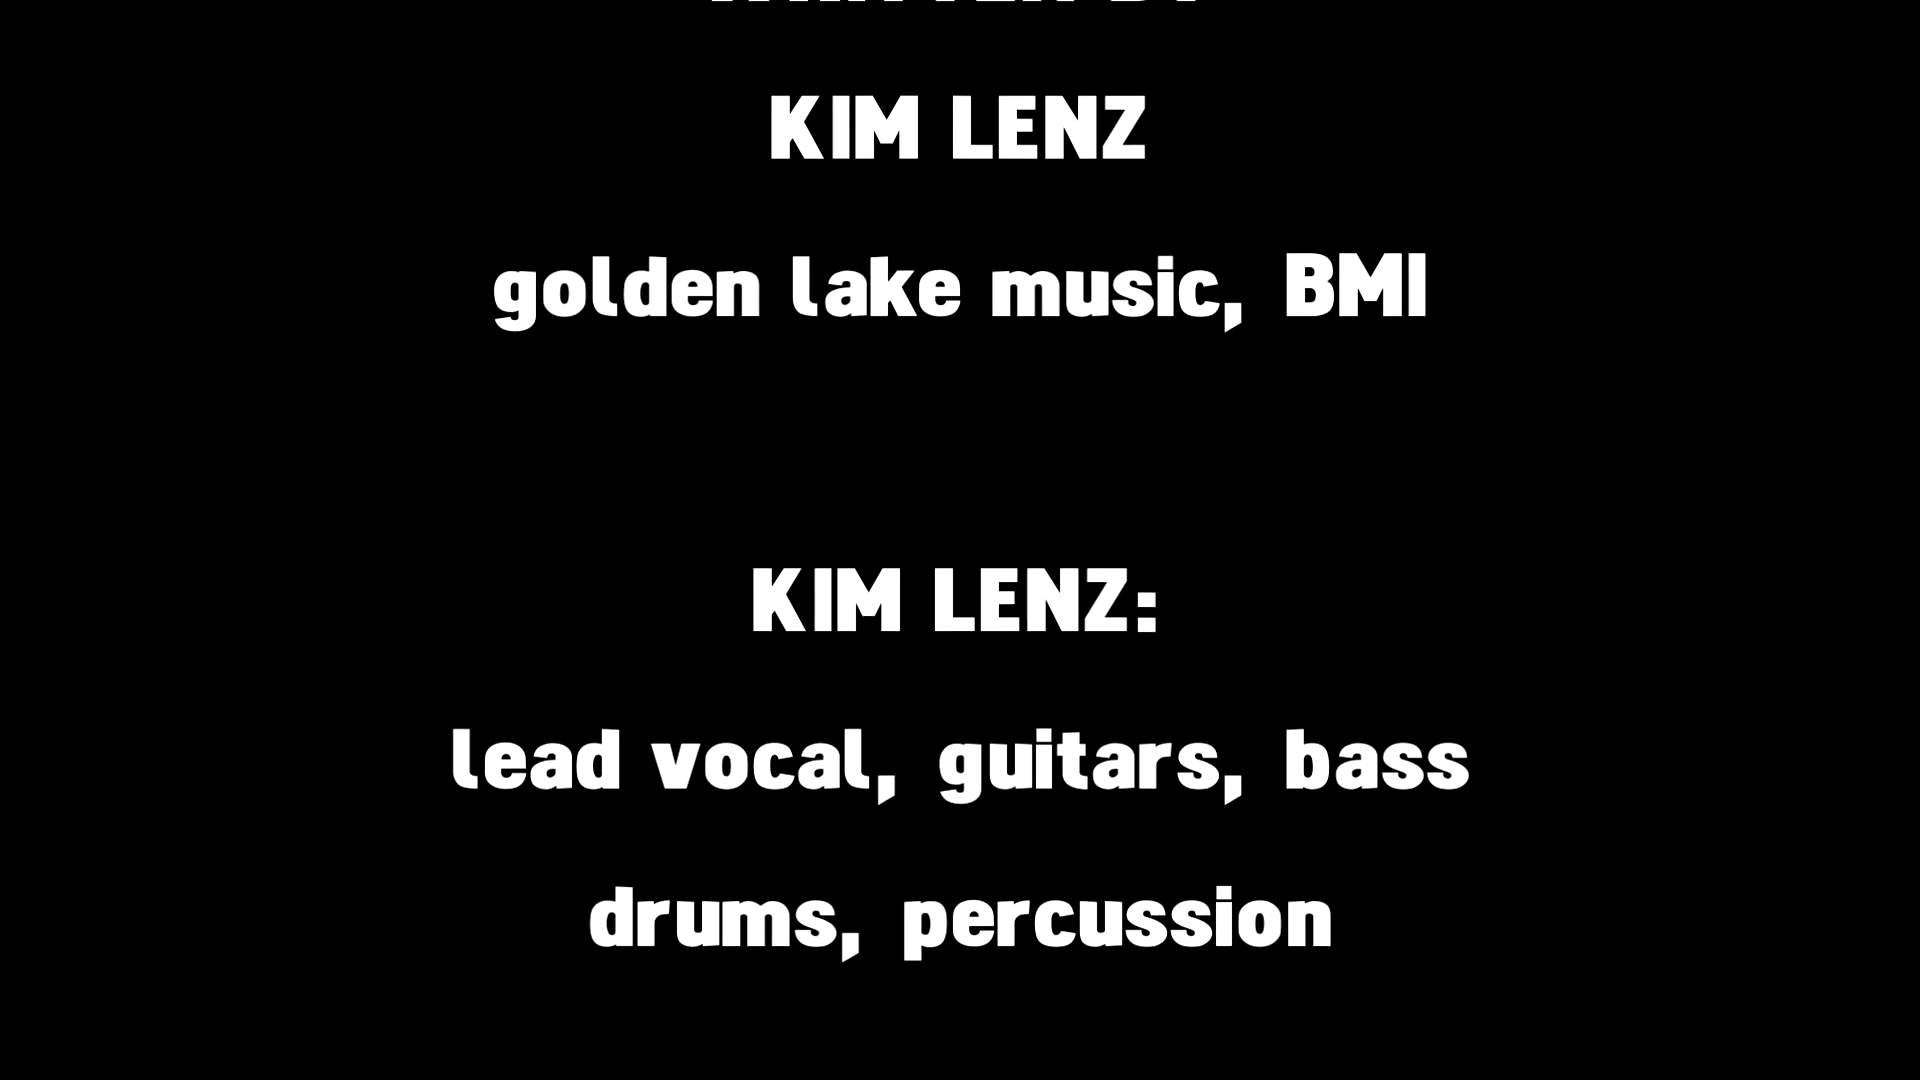 KIM LENZ
golden lake music, BMI
KIM LENZ:
lead vocal, guitars, bass
drums, percussion